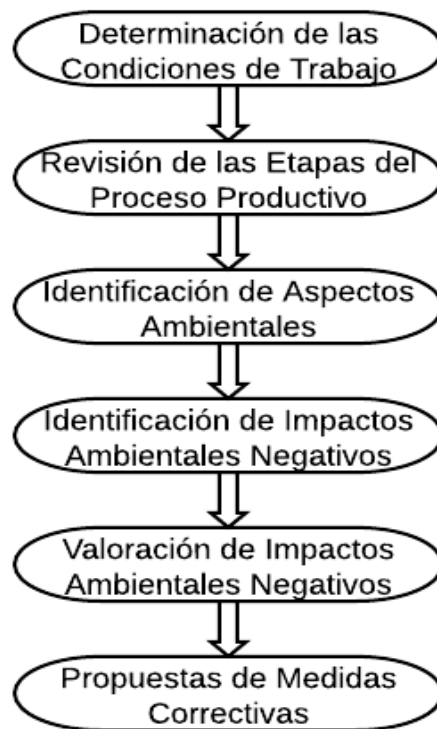 Determinación de las
Condiciones de Trabajo
Revisión de las Etapas del
Proceso Productivo
Identificación de Aspectos
Ambientales
Identificación de Impactos
Ambientales Negativos
Valoración de Impactos
Ambientales Negativos
Propuestas de Medidas
Correctivas